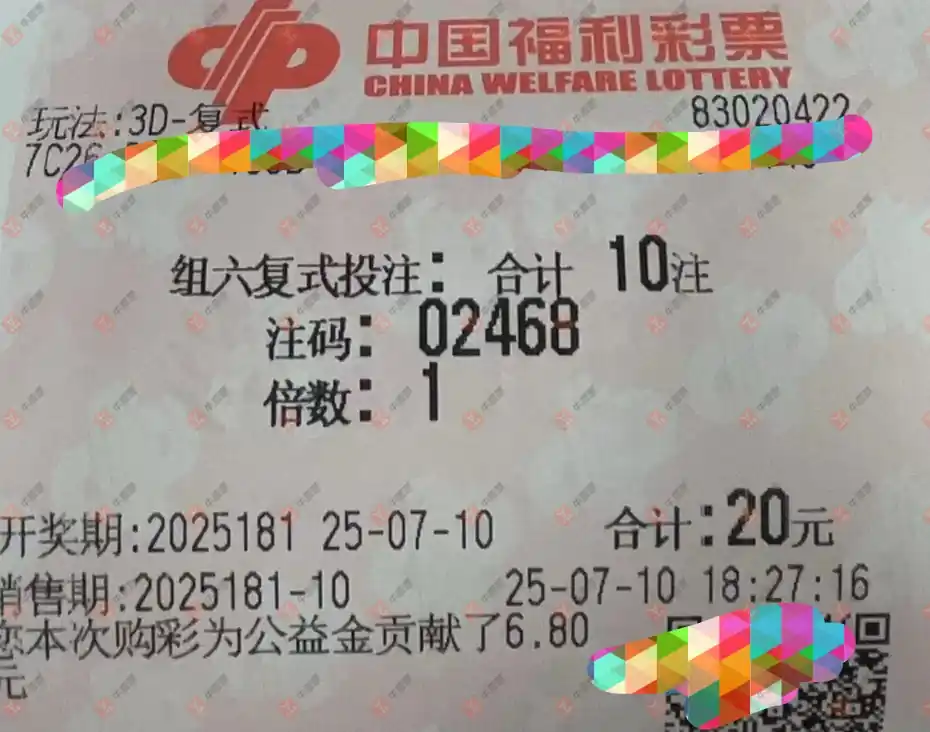 中国福利彩票
CHINA WELFARE LOTTERY
玩法:3D-复式 83020422
7C26
组六复式投注: 合计 10注
注码: 02468
倍数: 1
开奖期:2025181 25-07-10 合计:20元
销售期:2025181-10 25-07-10 18:27:16
您本次购彩为公益金贡献了6.80
元